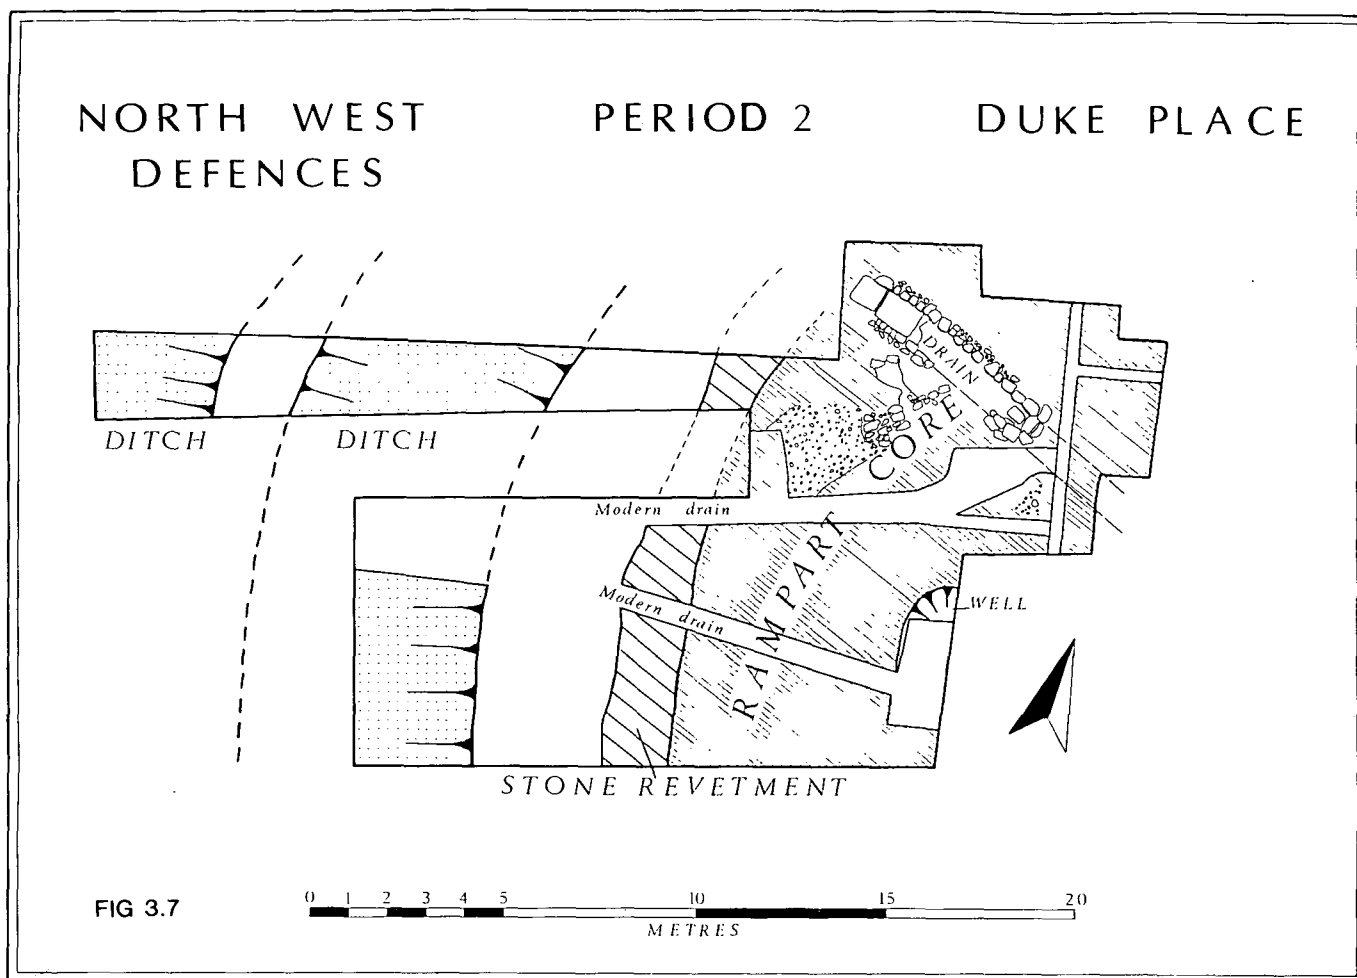 NORTH WEST DEFENCES
PERIOD 2
DUKE PLACE
DRAIN
DITCH
DITCH
CORE
Modern drain
RAMPART
Modern drain
WELL
STONE REVETMENT
FIG 3.7
0 1 2 3 4 5 10 15 20
METRES